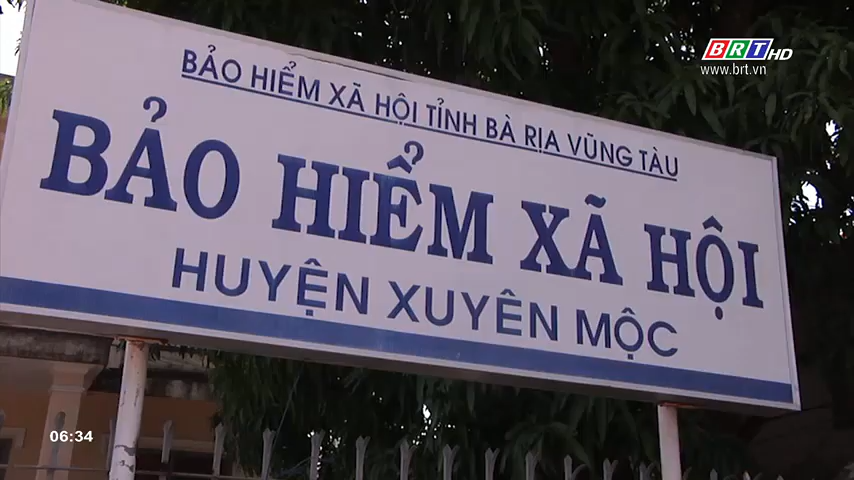 BRT HD
www.brt.vn
BẢO HIỂM XÃ HỘI TỈNH BÀ RỊA VŨNG TÀU
BẢO HIỂM XÃ HỘI
HUYỆN XUYÊN MỘC
06:34